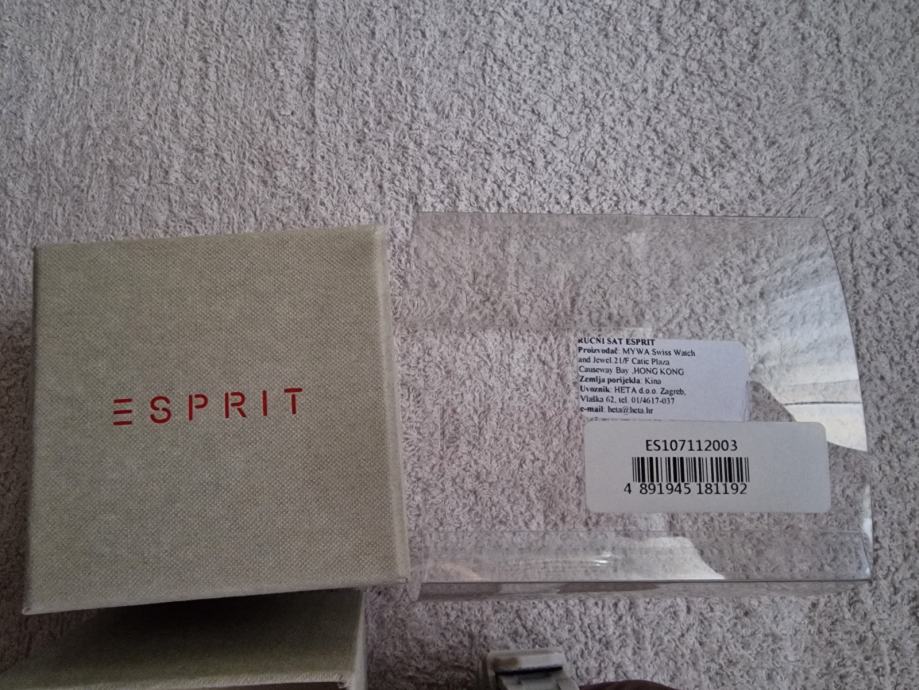 ESPRIT
RUČNI SAT ESPRIT
Proizvođač: MYWA Swiss Watch
and Jewel.21/F Catic Plaza
Causeway Bay ,HONG KONG
Zemlja porijekla: Kina
Uvoznik: HETA d.o.o. Zagreb,
Vlaška 62, tel. 01/4617-037
e-mail: heta@heta.hr
ES107112003
4 891945 181192